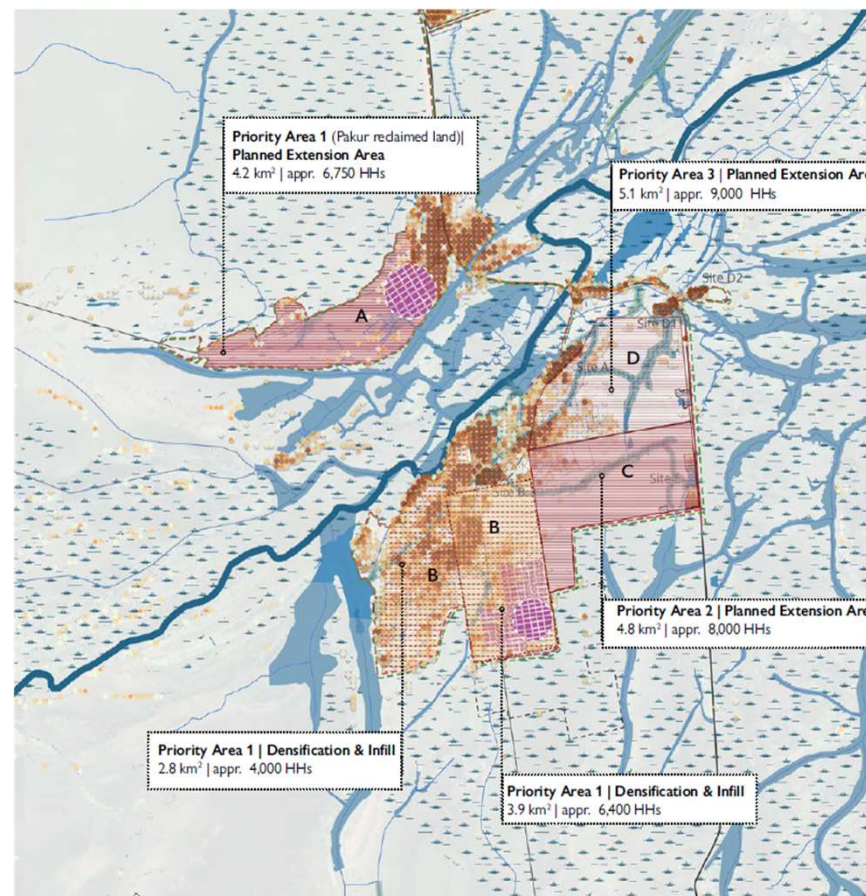 Priority Area 1 (Pakur reclaimed land)|
Planned Extension Area
4.2 km² | appr. 6,750 HHs
Priority Area 3 | Planned Extension Are
5.1 km² | appr. 9,000 HHs
Site D2
A
Site D1
D
Site A
C
Site E
Site B
B
B
Priority Area 2 | Planned Extension Are
4.8 km² | appr. 8,000 HHs
Priority Area 1 | Densification & Infill
2.8 km² | appr. 4,000 HHs
Priority Area 1 | Densification & Infill
3.9 km² | appr. 6,400 HHs